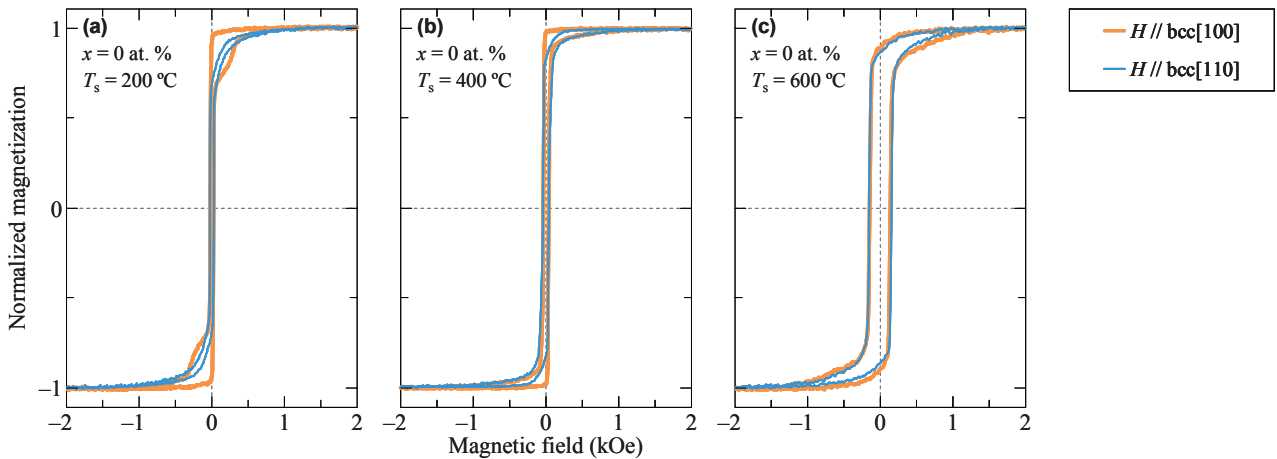 (a)
x = 0 at. %
Ts = 200 ºC
(b)
x = 0 at. %
Ts = 400 ºC
(c)
x = 0 at. %
Ts = 600 ºC
H // bcc[100]
H // bcc[110]
Normalized magnetization
1
0
–1
–2
–1
0
1
2
–2
–1
0
1
2
–2
–1
0
1
2
Magnetic field (kOe)